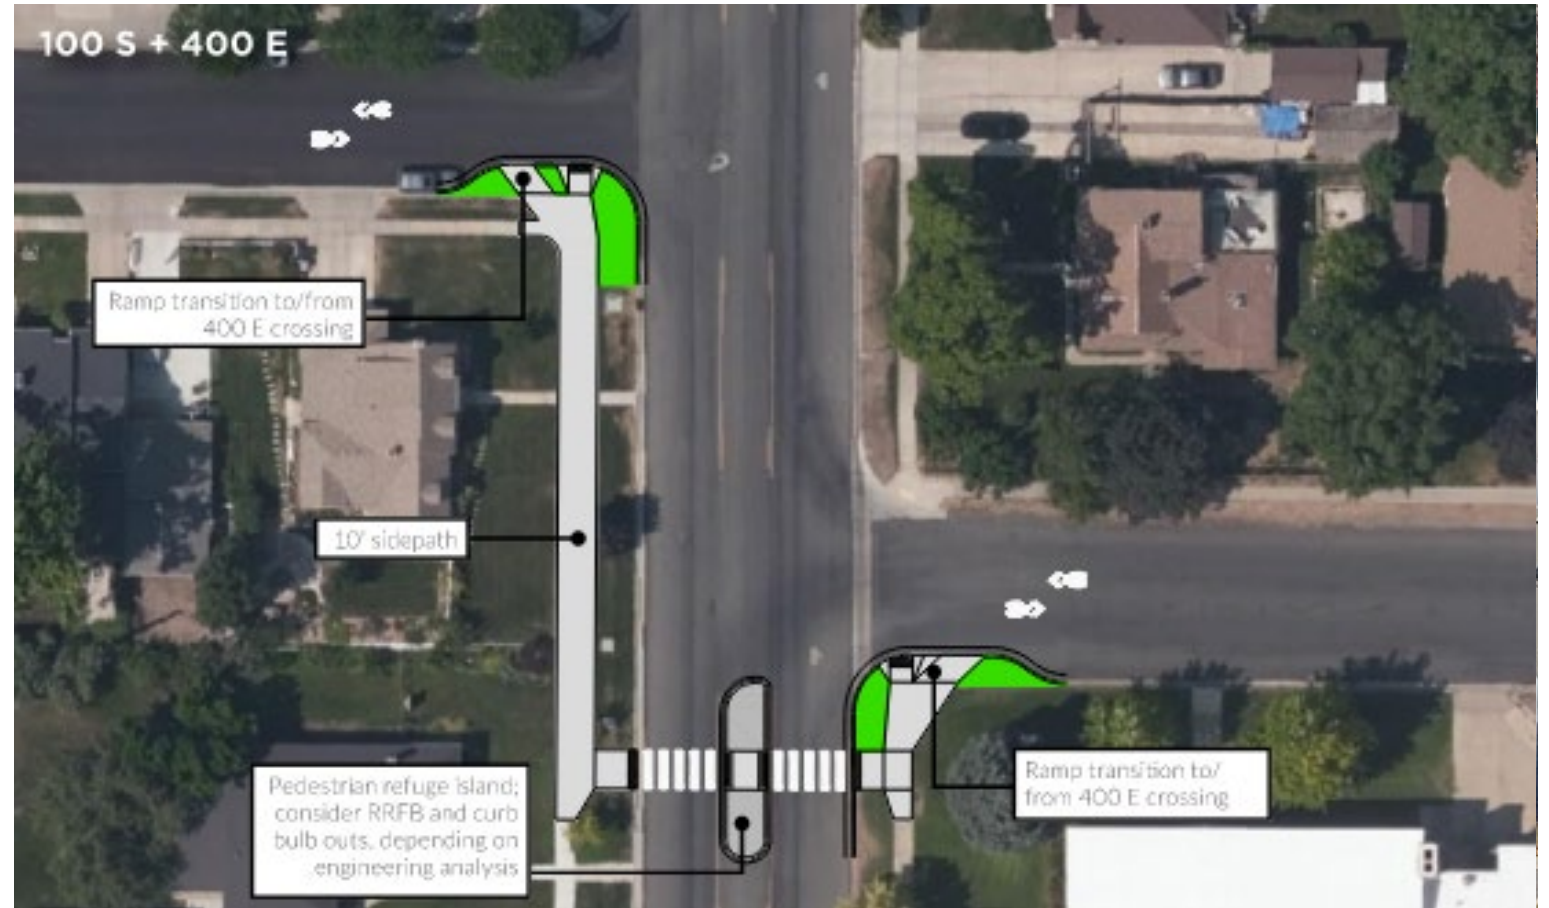 100 S + 400 E
Ramp transition to/from
400 E crossing
10' sidepath
Pedestrian refuge island;
consider RRFB and curb
bulb outs, depending on
engineering analysis
Ramp transition to/
from 400 E crossing